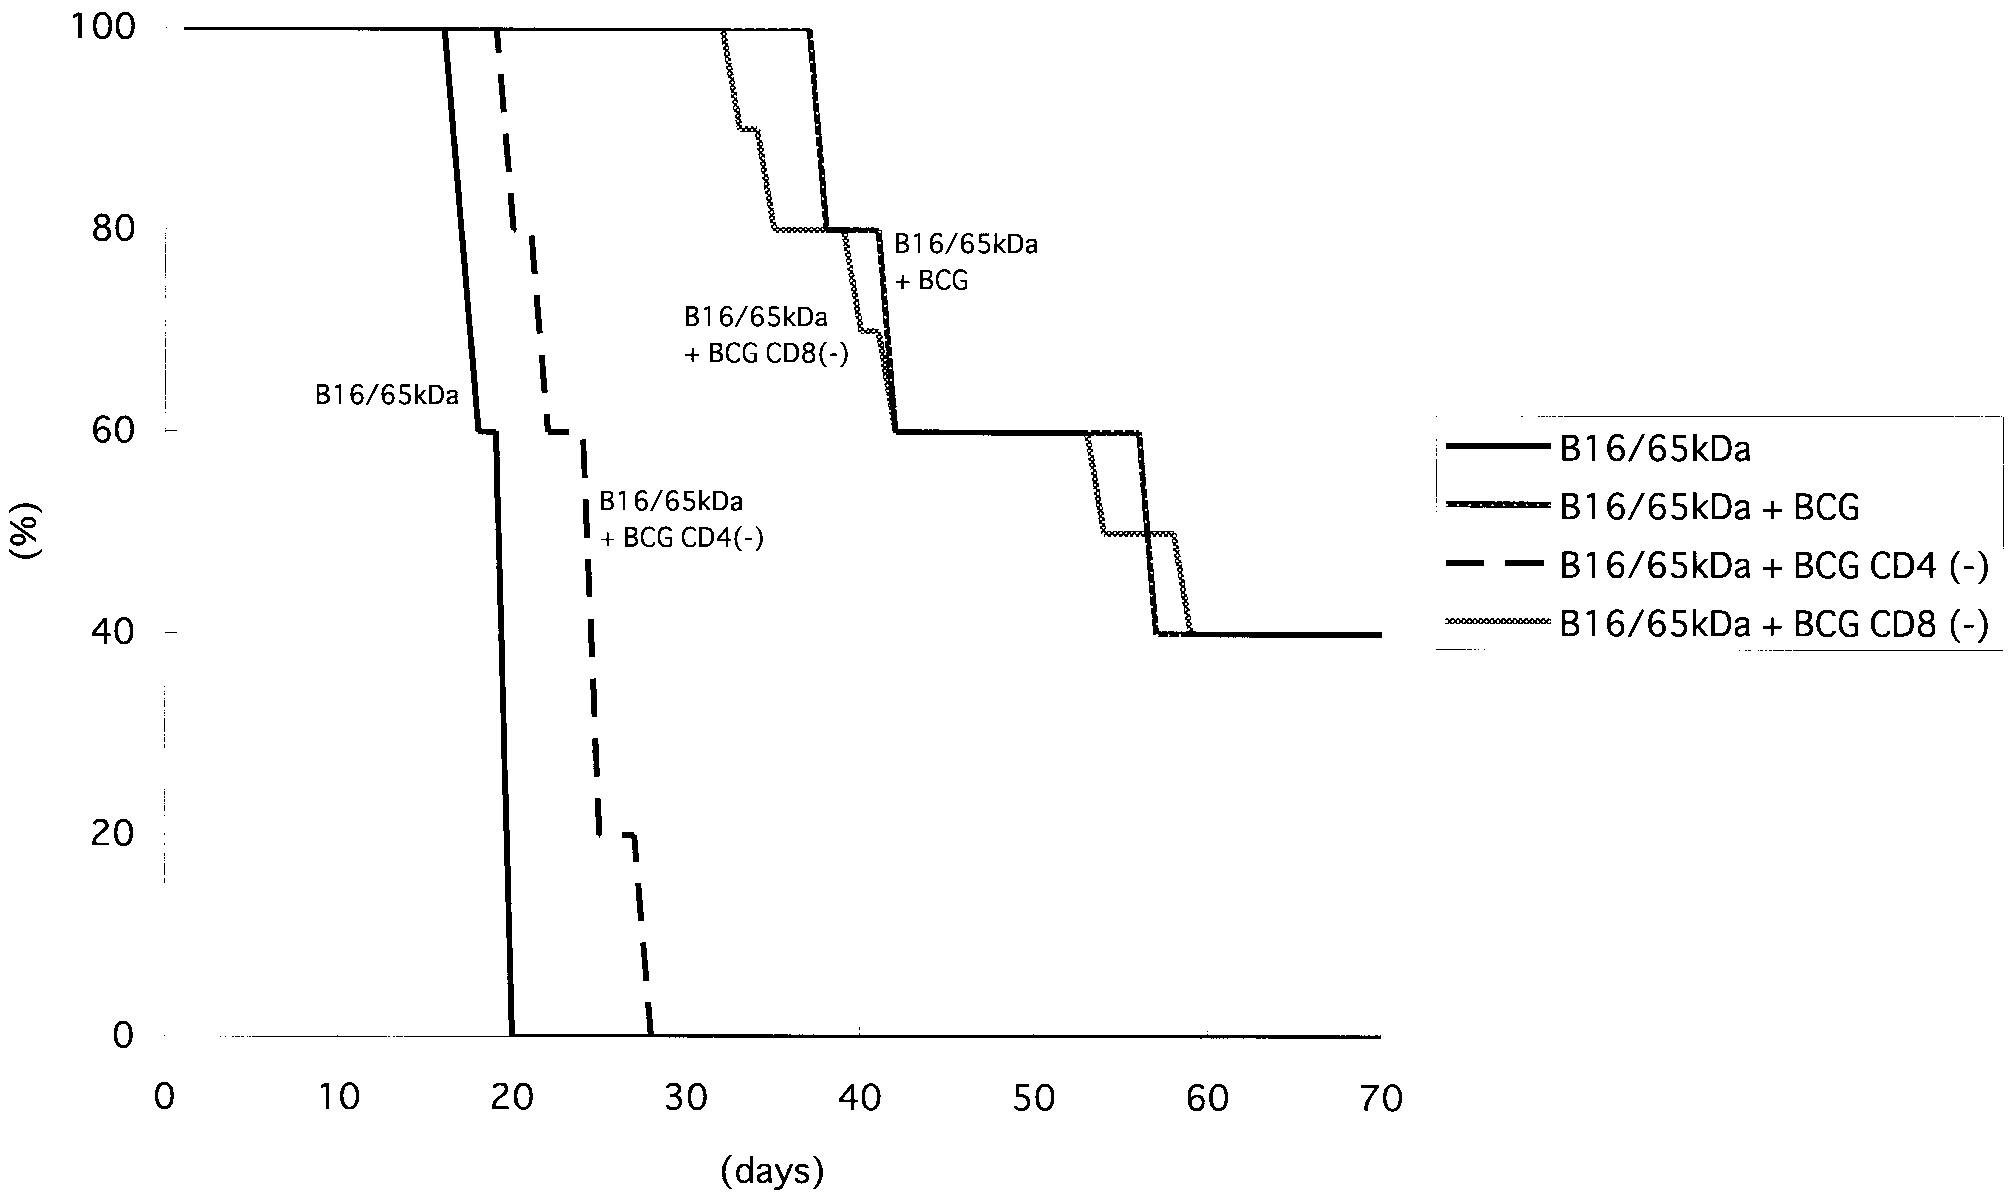 100
80
60
40
20
0
(%)
B16/65kDa
B16/65kDa
+ BCG CD4(-)
B16/65kDa
+ BCG CD8(-)
B16/65kDa
+ BCG
B16/65kDa
B16/65kDa + BCG
B16/65kDa + BCG CD4 (-)
B16/65kDa + BCG CD8 (-)
0 10 20 30 40 50 60 70
(days)